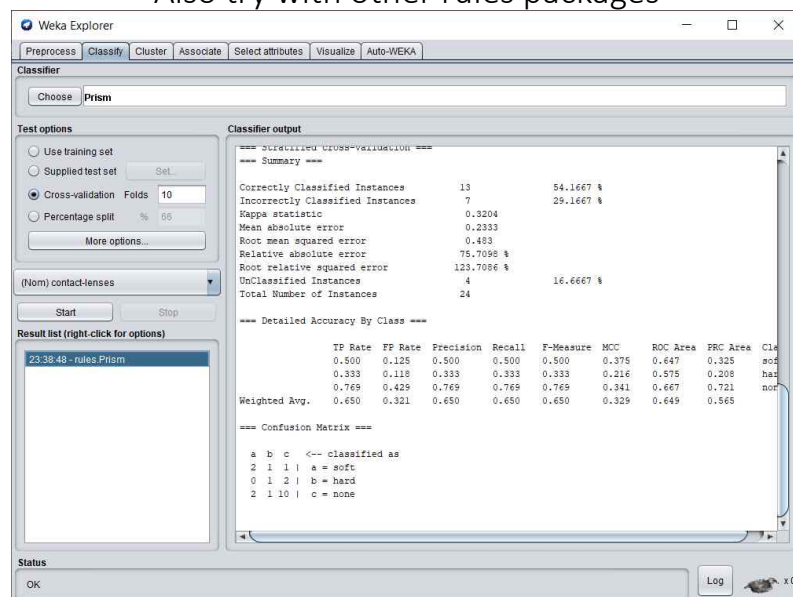 Also try with other rules packages
Weka Explorer
Preprocess Classify Cluster Associate Select attributes Visualize Auto-WEKA
Classifier
Choose Prism
Test options
Use training set
Supplied test set Set...
Cross-validation Folds 10
Percentage split % 66
More options...
(Nom) contact-lenses
Start Stop
Result list (right-click for options)
23:38:48 - rules.Prism
Classifier output
=== Stratified cross-validation ===
=== Summary ===
Correctly Classified Instances 13 54.1667 %
Incorrectly Classified Instances 7 29.1667 %
Kappa statistic 0.3204
Mean absolute error 0.2333
Root mean squared error 0.483
Relative absolute error 75.7098 %
Root relative squared error 123.7086 %
UnClassified Instances 4 16.6667 %
Total Number of Instances 24
=== Detailed Accuracy By Class ===
TP Rate FP Rate Precision Recall F-Measure MCC ROC Area PRC Area Cla
0.500 0.125 0.500 0.500 0.500 0.375 0.647 0.325 sof
0.333 0.118 0.333 0.333 0.333 0.216 0.575 0.208 har
0.769 0.429 0.769 0.769 0.769 0.341 0.667 0.721 non
Weighted Avg. 0.650 0.321 0.650 0.650 0.650 0.329 0.649 0.565
=== Confusion Matrix ===
a b c <-- classified as
2 1 1 | a = soft
0 1 2 | b = hard
2 1 10 | c = none
Status
OK
Log x 0